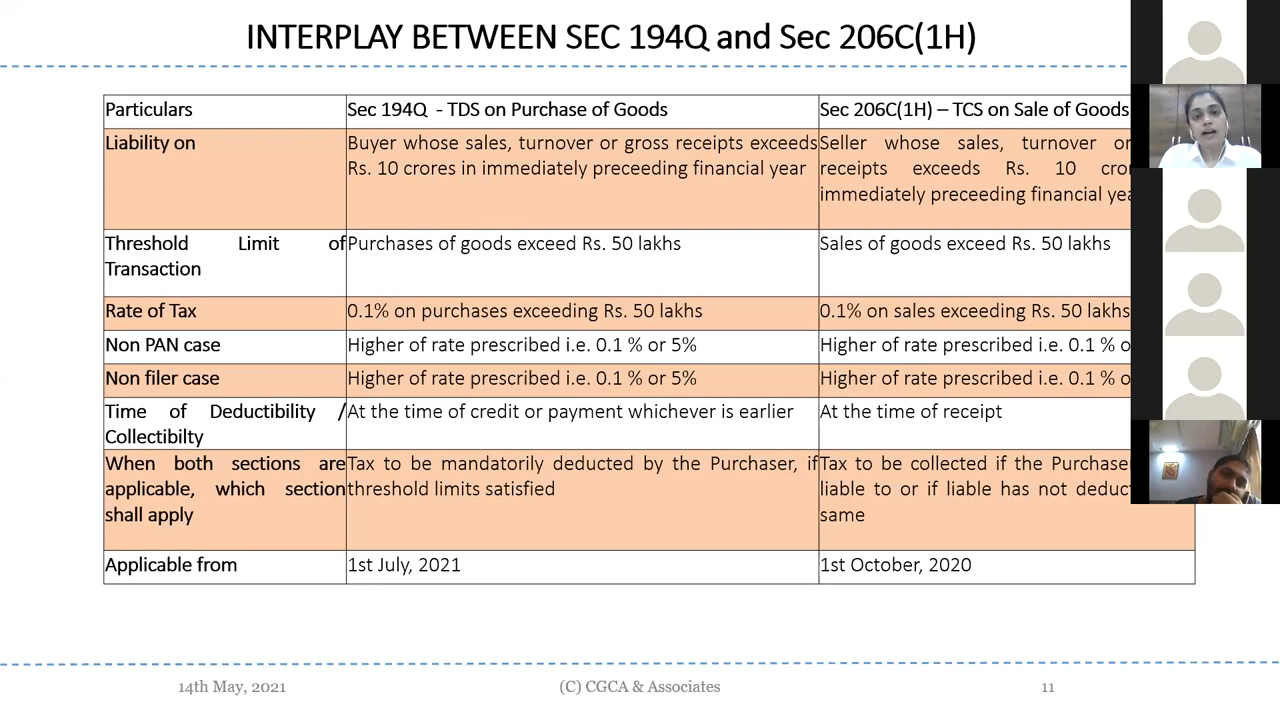 INTERPLAY BETWEEN SEC 194Q and Sec 206C(1H)
Particulars
Sec 194Q - TDS on Purchase of Goods
Sec 206C(1H) – TCS on Sale of Goods
Liability on
Buyer whose sales, turnover or gross receipts exceeds
Rs. 10 crores in immediately preceeding financial year
Seller whose sales, turnover or
receipts exceeds Rs. 10
immediately preceeding financial
Threshold Limit of
Transaction
Purchases of goods exceed Rs. 50 lakhs
Sales of goods exceed Rs. 50 lakhs
Rate of Tax
0.1% on purchases exceeding Rs. 50 lakhs
0.1% on sales exceeding Rs. 50 lakhs
Non PAN case
Higher of rate prescribed i.e. 0.1 % or 5%
Higher of rate prescribed i.e. 0.1 %
Non filer case
Higher of rate prescribed i.e. 0.1 % or 5%
Higher of rate prescribed i.e. 0.1 %
Time of Deductibility /
Collectibilty
At the time of credit or payment whichever is earlier
At the time of receipt
When both sections are
applicable, which section
shall apply
Tax to be mandatorily deducted by the Purchaser, if
threshold limits satisfied
Tax to be collected if the Purchaser
liable to or if liable has not
same
Applicable from
1st July, 2021
1st October, 2020
14th May, 2021
(C) CGCA & Associates
11